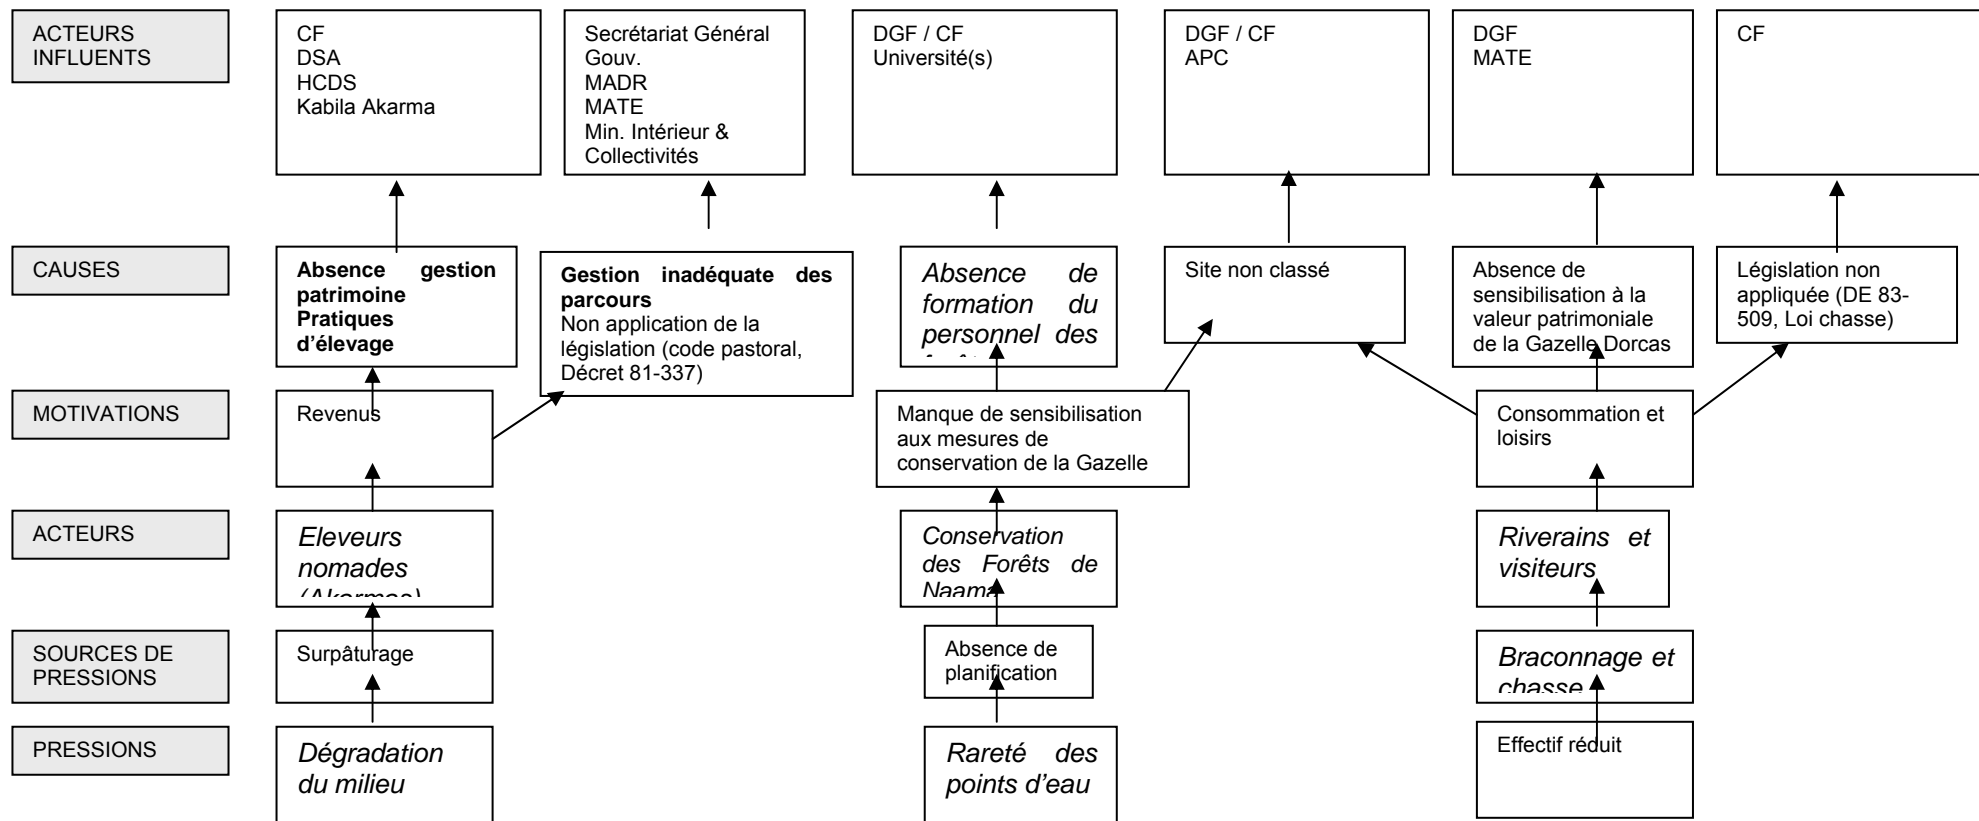 ACTEURS
INFLUENTS
CF
DSA
HCDS
Kabila Akarma
Secrétariat Général
Gouv.
MADR
MATE
Min. Intérieur &
Collectivités
DGF / CF
Université(s)
DGF / CF
APC
DGF
MATE
CF
CAUSES
Absence gestion
patrimoine
Pratiques
d'élevage
Gestion inadéquate des
parcours
Non application de la
législation (code pastoral,
Décret 81-337)
Absence de
formation du
personnel des
Site non classé
Absence de
sensibilisation à la
valeur patrimoniale
de la Gazelle Dorcas
Législation non
appliquée (DE 83-
509, Loi chasse)
MOTIVATIONS
Revenus
Manque de sensibilisation
aux mesures de
conservation de la Gazelle
Consommation et
loisirs
ACTEURS
Eleveurs
nomades
(Akarmas)
Conservation
des Forêts de
Naama
Riverains et
visiteurs
SOURCES DE
PRESSIONS
Surpâturage
Absence de
planification
Braconnage et
chasse
PRESSIONS
Dégradation
du milieu
Rareté des
points d'eau
Effectif réduit